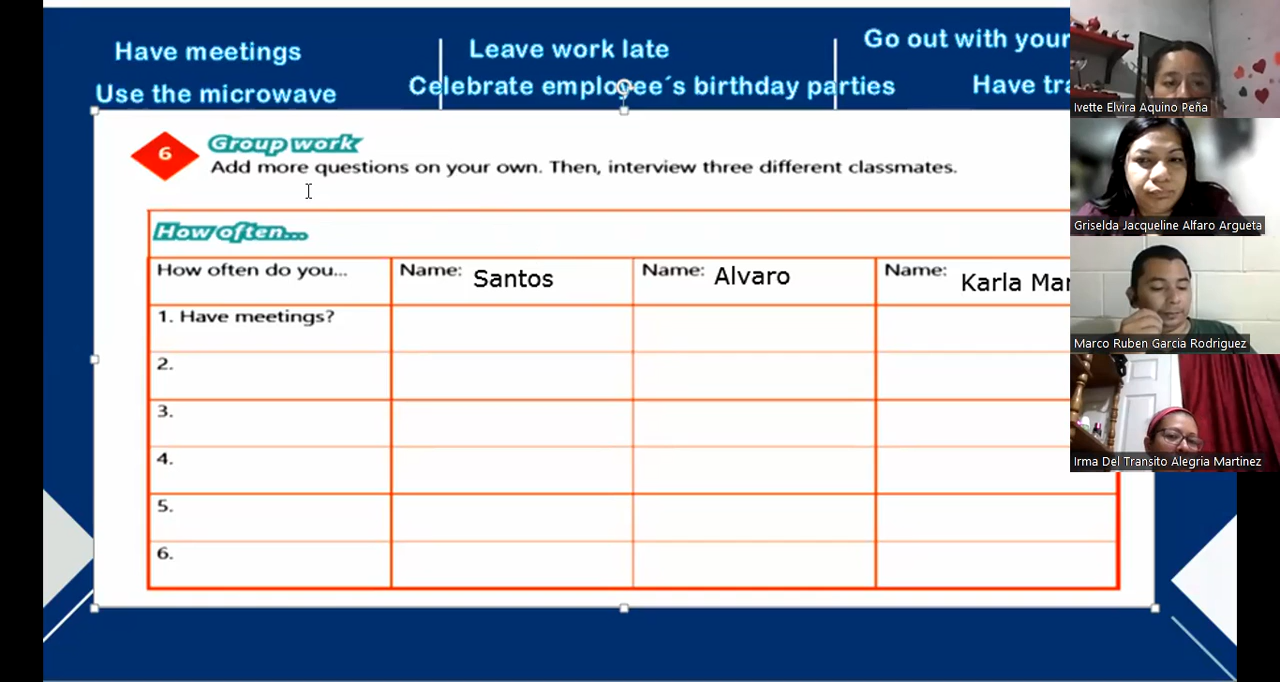 Have meetings
Leave work late
Go out with your
Use the microwave
Celebrate employee´s birthday parties
Have
6
Group work
Add more questions on your own. Then, interview three different classmates.
How often...
How often do you...
Name: Santos
Name: Alvaro
Name: Karla
1. Have meetings?
2.
3.
4.
5.
6.
Ivette Elvira Aquino Peña
Griselda Jacqueline Alfaro Argueta
Marco Ruben Garcia Rodriguez
Irma Del Transito Alegria Martinez